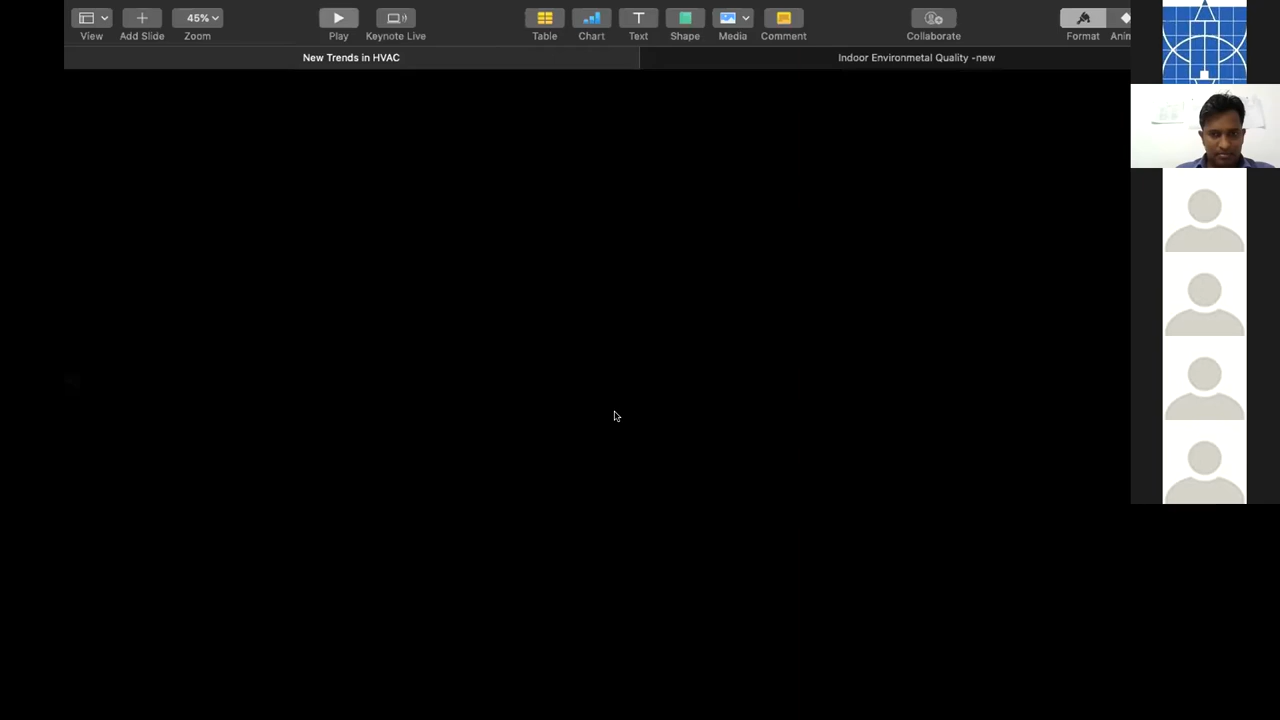 45%
View
Add Slide
Zoom
Play
Keynote Live
Table
Chart
Text
Shape
Media
Comment
Collaborate
Format
Anin
New Trends in HVAC
Indoor Environmetal Quality -new